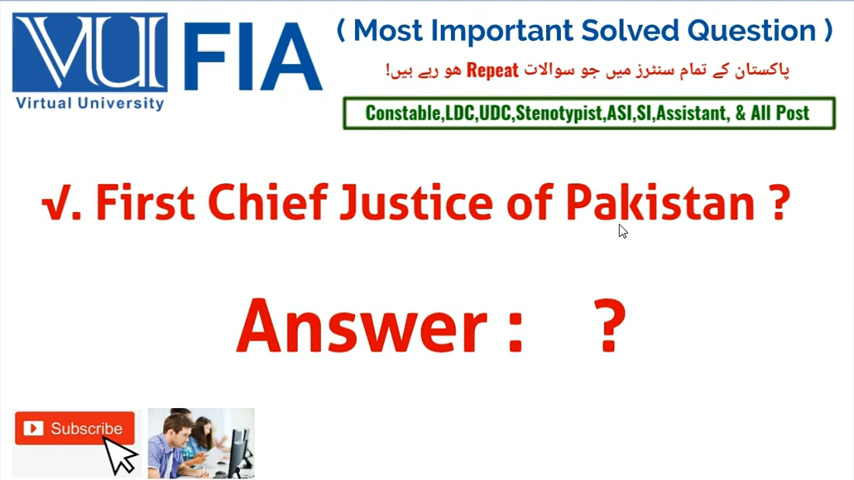 VU
Virtual University
FIA
( Most Important Solved Question )
پاکستان کے تمام سنٹرز میں جو سوالات Repeat ھو رہے ہیں!
Constable,LDC,UDC,Stenotypist,ASI,SI,Assistant, & All Post
√. First Chief Justice of Pakistan ?
Answer : ?
Subscribe